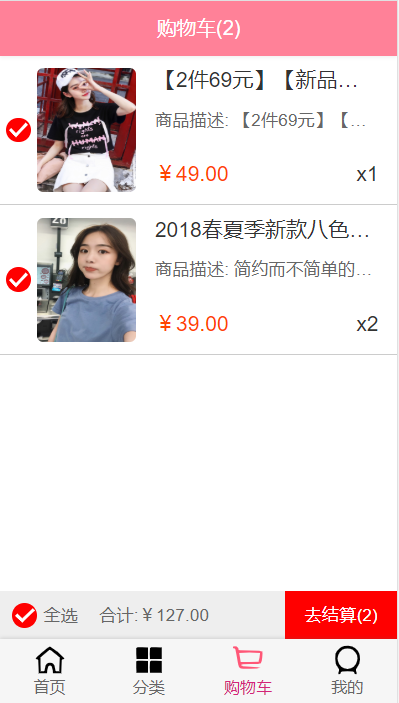 购物车(2)
【2件69元】【新品…
商品描述: 【2件69元】【…
￥49.00
x1
2018春夏季新款八色…
商品描述: 简约而不简单的…
￥39.00
x2
全选
合计:￥127.00
去结算(2)
首页
分类
购物车
我的